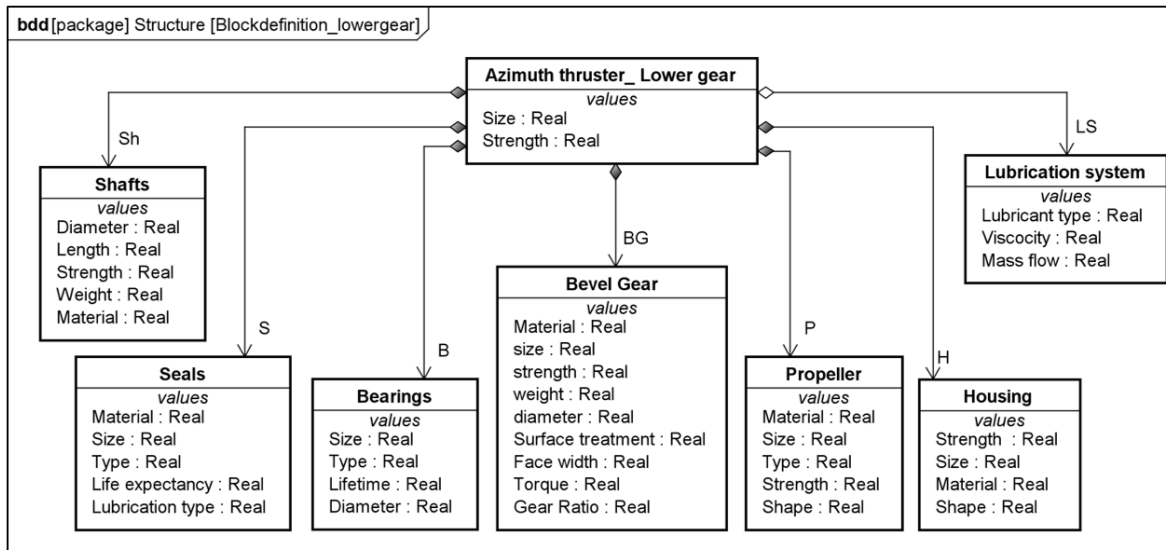 bdd [package] Structure [Blockdefinition_lowergear]
Azimuth thruster_ Lower gear
values
Size : Real
Strength : Real
Sh
LS
Shafts
values
Diameter : Real
Length : Real
Strength : Real
Weight : Real
Material : Real
Lubrication system
values
Lubricant type : Real
Viscocity : Real
Mass flow : Real
BG
S
B
P
H
Seals
values
Material : Real
Size : Real
Type : Real
Life expectancy : Real
Lubrication type : Real
Bearings
values
Size : Real
Type : Real
Lifetime : Real
Diameter : Real
Bevel Gear
values
Material : Real
size : Real
strength : Real
weight : Real
diameter : Real
Surface treatment : Real
Face width : Real
Torque : Real
Gear Ratio : Real
Propeller
values
Material : Real
Size : Real
Type : Real
Strength : Real
Shape : Real
Housing
values
Strength : Real
Size : Real
Material : Real
Shape : Real